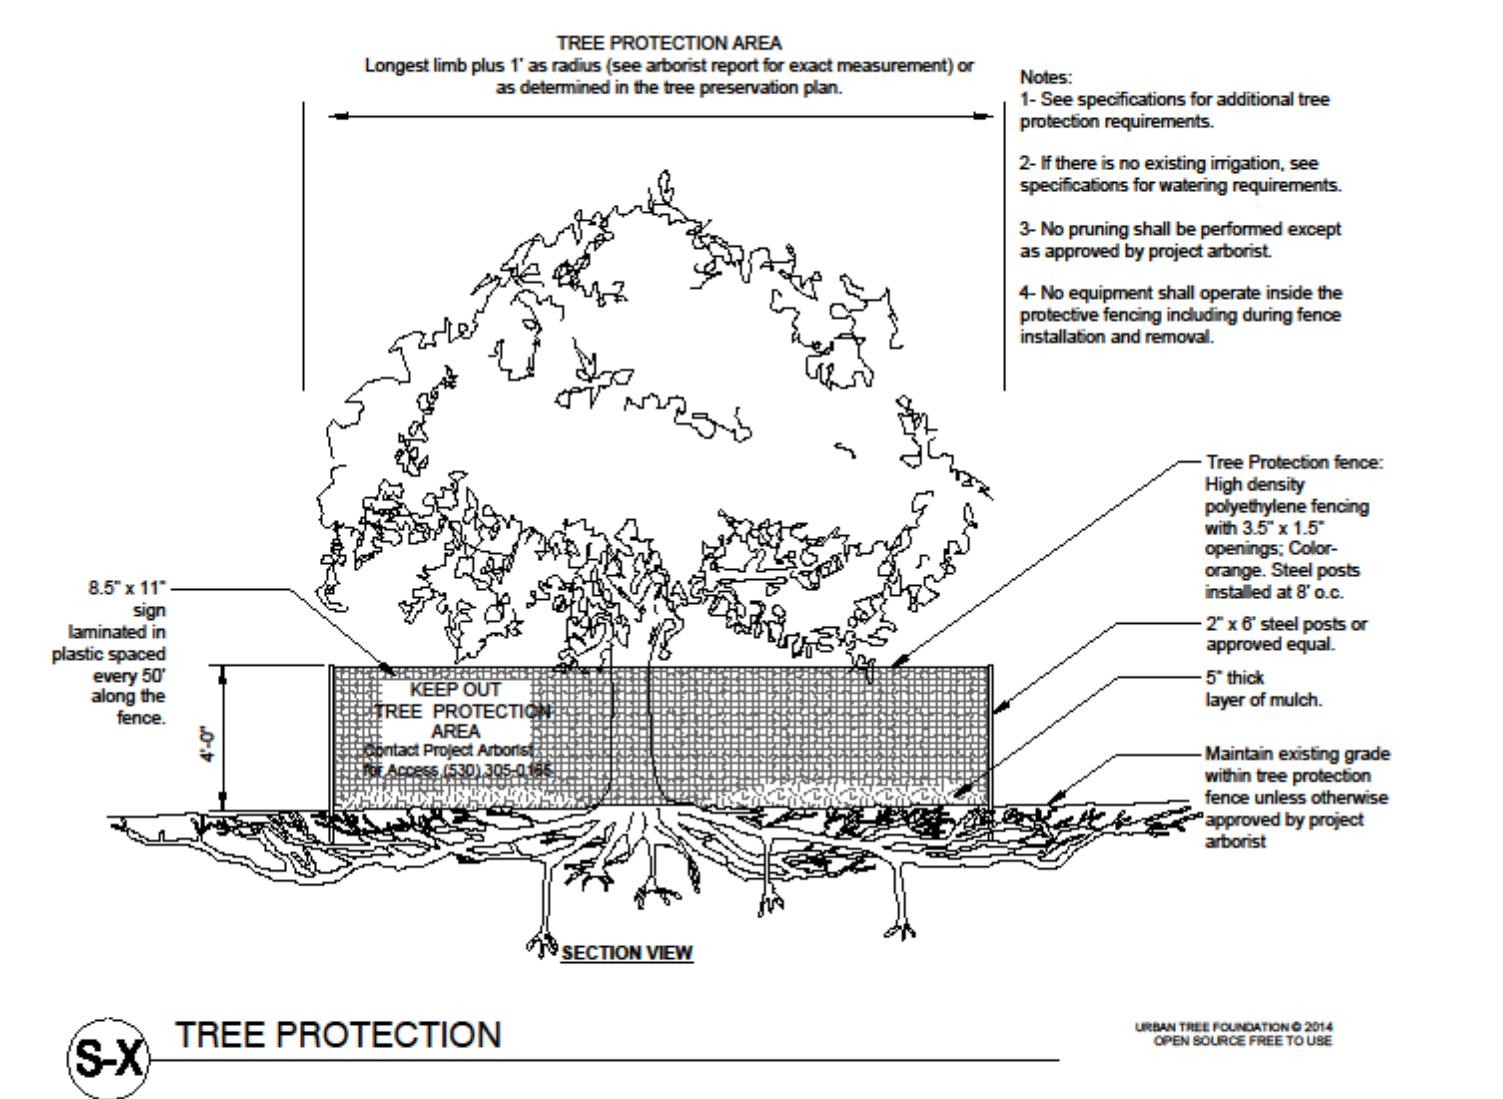 TREE PROTECTION AREA
Longest limb plus 1' as radius (see arborist report for exact measurement) or
as determined in the tree preservation plan.
Notes:
1- See specifications for additional tree
protection requirements.
2- If there is no existing irrigation, see
specifications for watering requirements.
3- No pruning shall be performed except
as approved by project arborist.
4- No equipment shall operate inside the
protective fencing including during fence
installation and removal.
Tree Protection fence:
High density
polyethylene fencing
with 3.5" x 1.5"
openings; Color-
orange. Steel posts
installed at 8' o.c.
2" x 6' steel posts or
approved equal.
5" thick
layer of mulch.
Maintain existing grade
within tree protection
fence unless otherwise
approved by project
arborist
8.5" x 11"
sign
laminated in
plastic spaced
every 50'
along the
fence.
4'-0"
KEEP OUT
TREE PROTECTION
AREA
Contact Project Arborist
for Access (530) 305-0165
SECTION VIEW
S-X
TREE PROTECTION
URBAN TREE FOUNDATION © 2014
OPEN SOURCE FREE TO USE